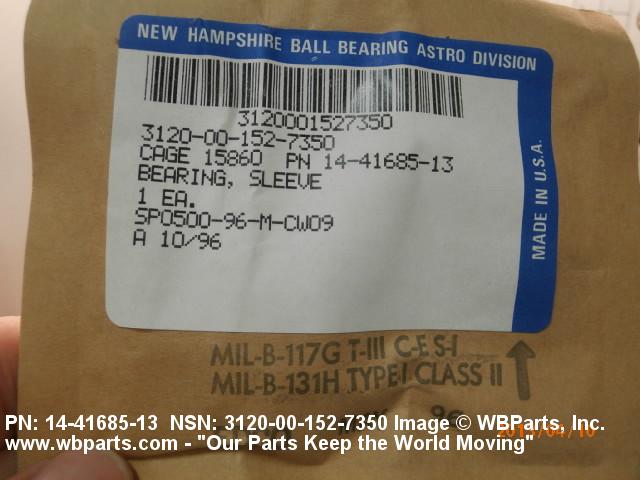 NEW HAMPSHIRE BALL BEARING ASTRO DIVISION
3120001527350
3120-00-152-7350
CAGE 15860 PN 14-41685-13
BEARING, SLEEVE
1 EA.
SP0500-96-M-CW09
A 10/96
MADE IN U.S.A.
MIL-B-117G T-III C-E S-I
MIL-B-131H TYPE I CLASS II
96
PN: 14-41685-13 NSN: 3120-00-152-7350 Image © WBParts, Inc.
www.wbparts.com - "Our Parts Keep the World Moving"